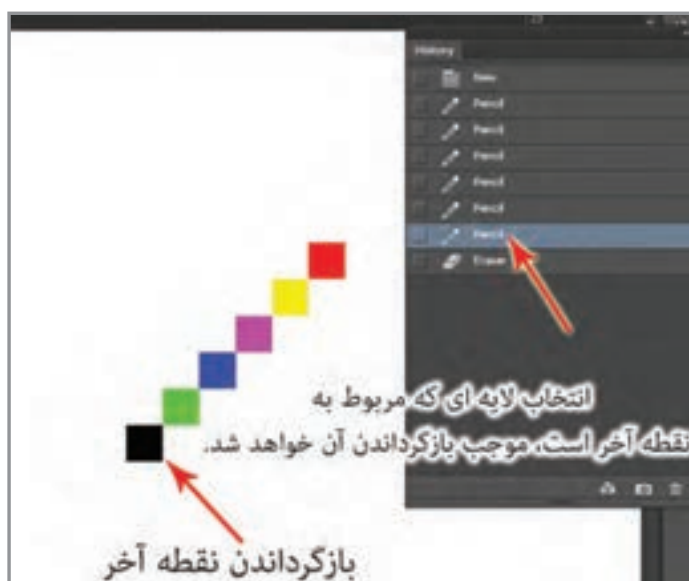 History
New
Pencil
Pencil
Pencil
Pencil
Pencil
Pencil
Eraser
انتخاب لایه ای که مربوط به
نقطه آخر است، موجب بازگرداندن آن خواهد شد.
بازگرداندن نقطه آخر